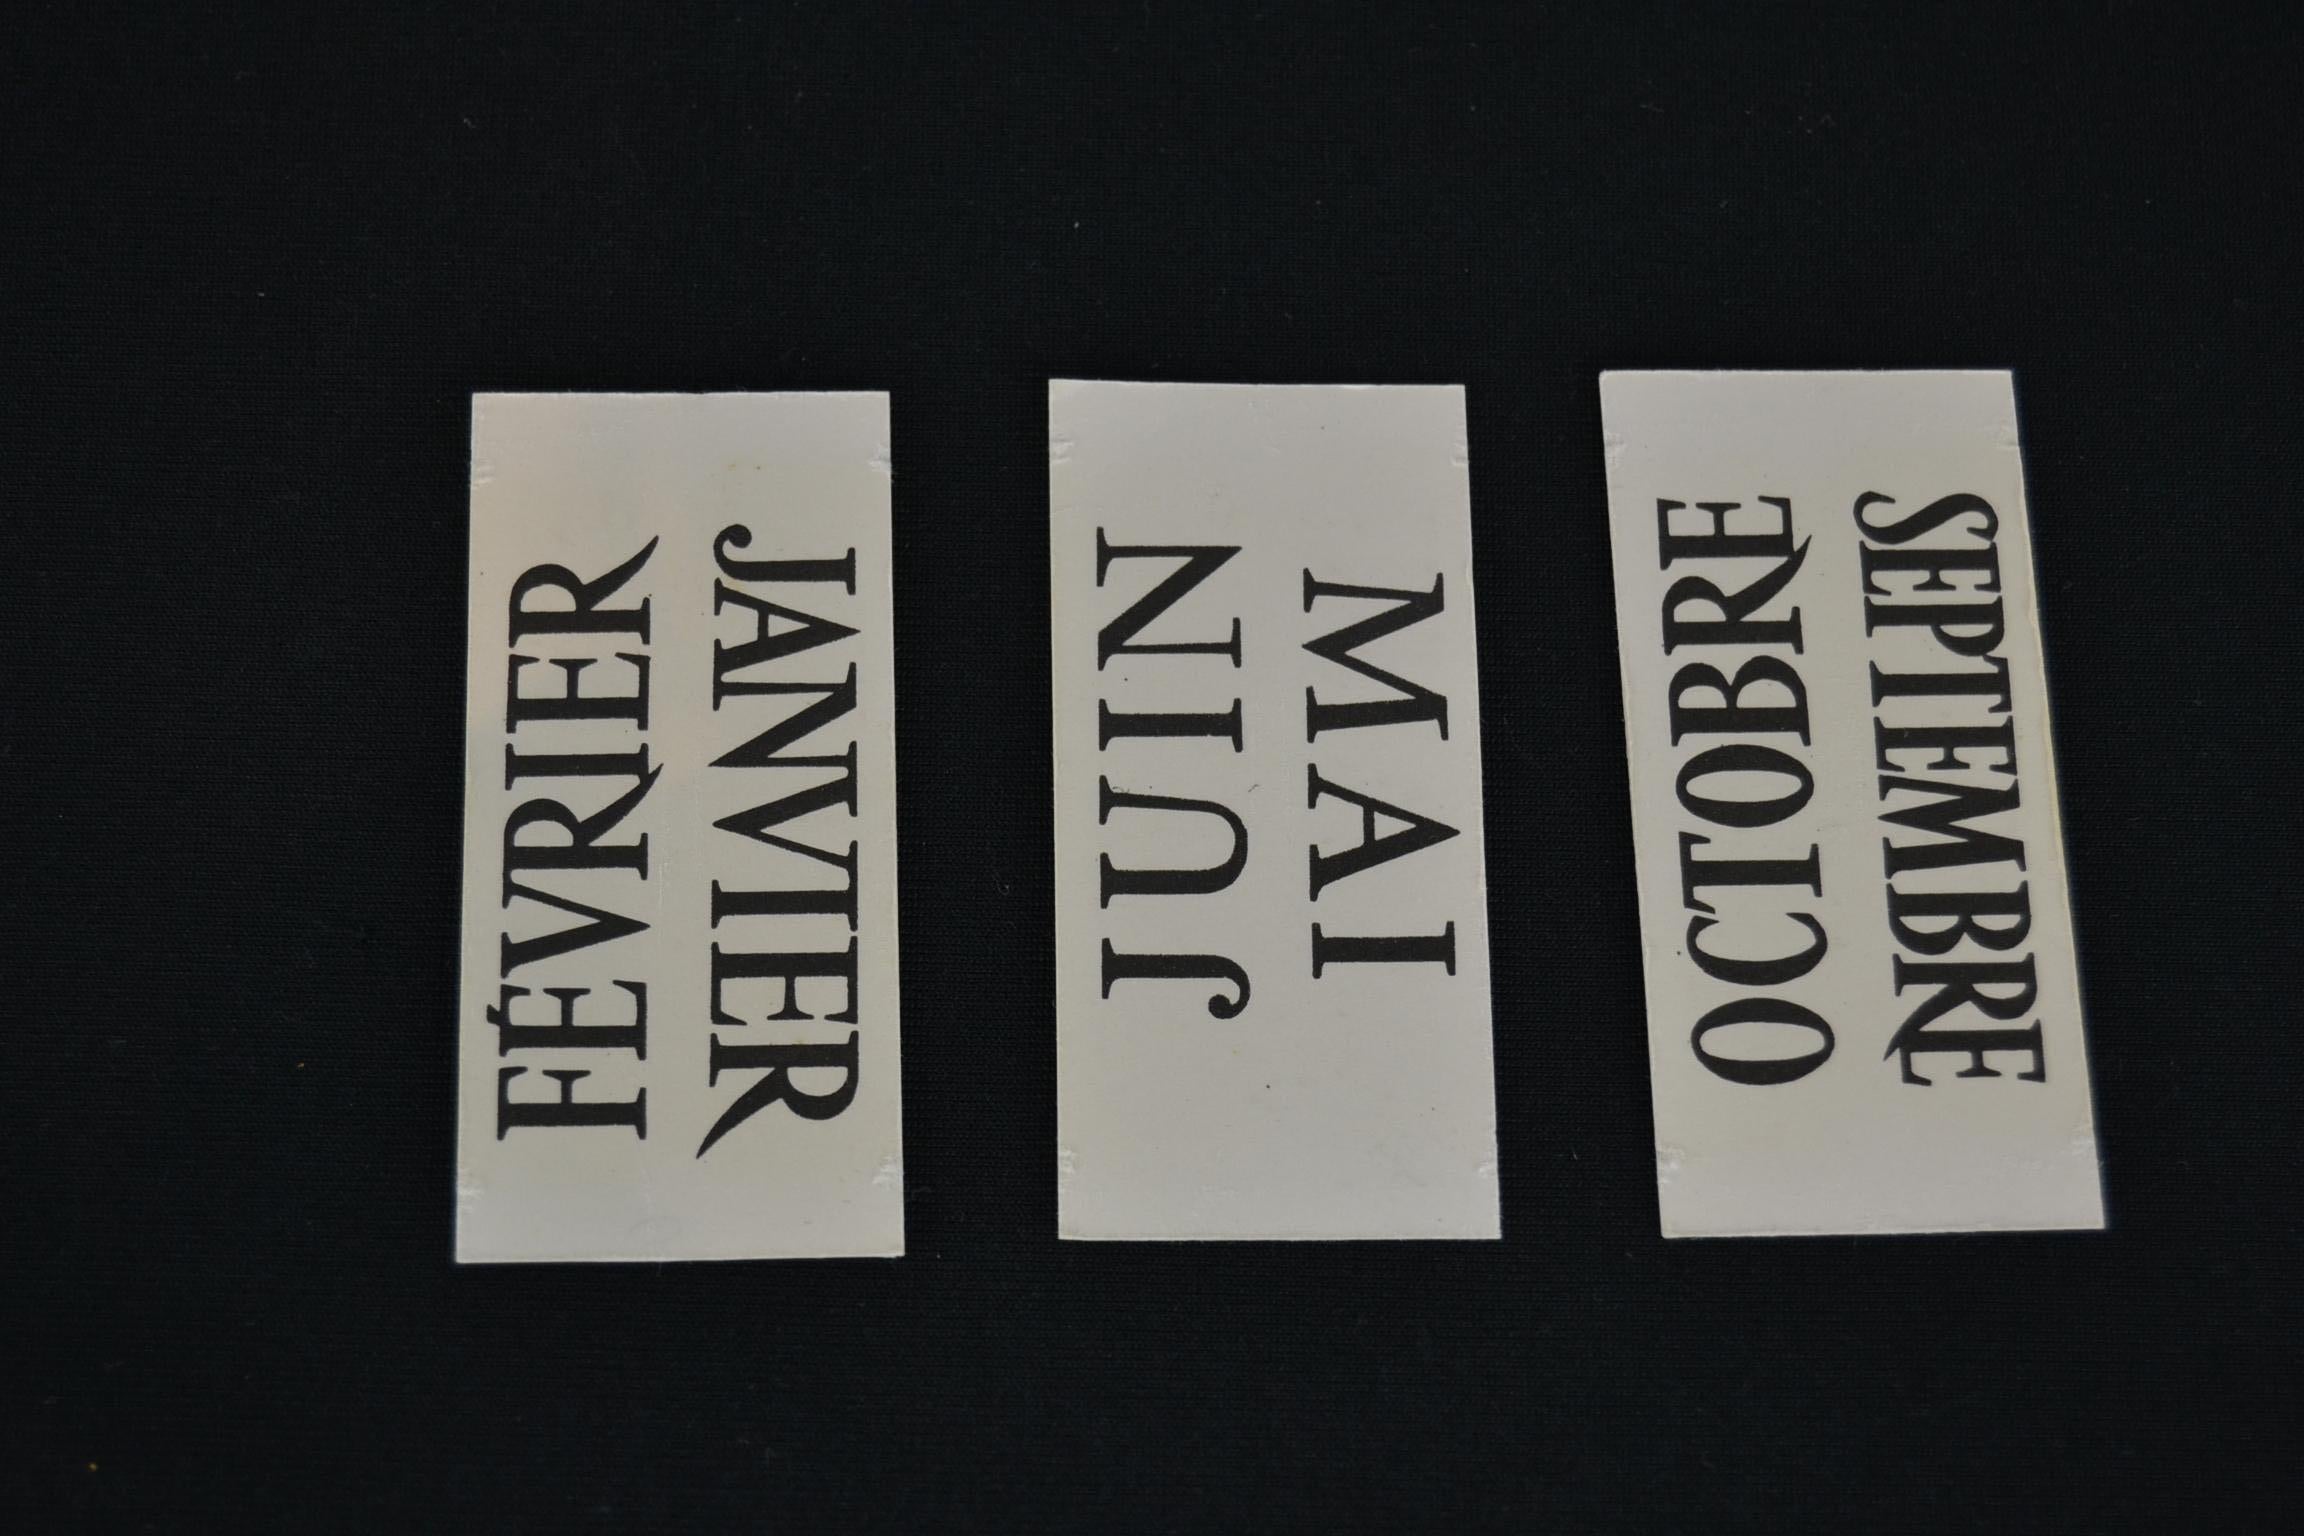 FÉVRIER
JANVIER
JUIN
MAI
OCTOBRE
SEPTEMBRE